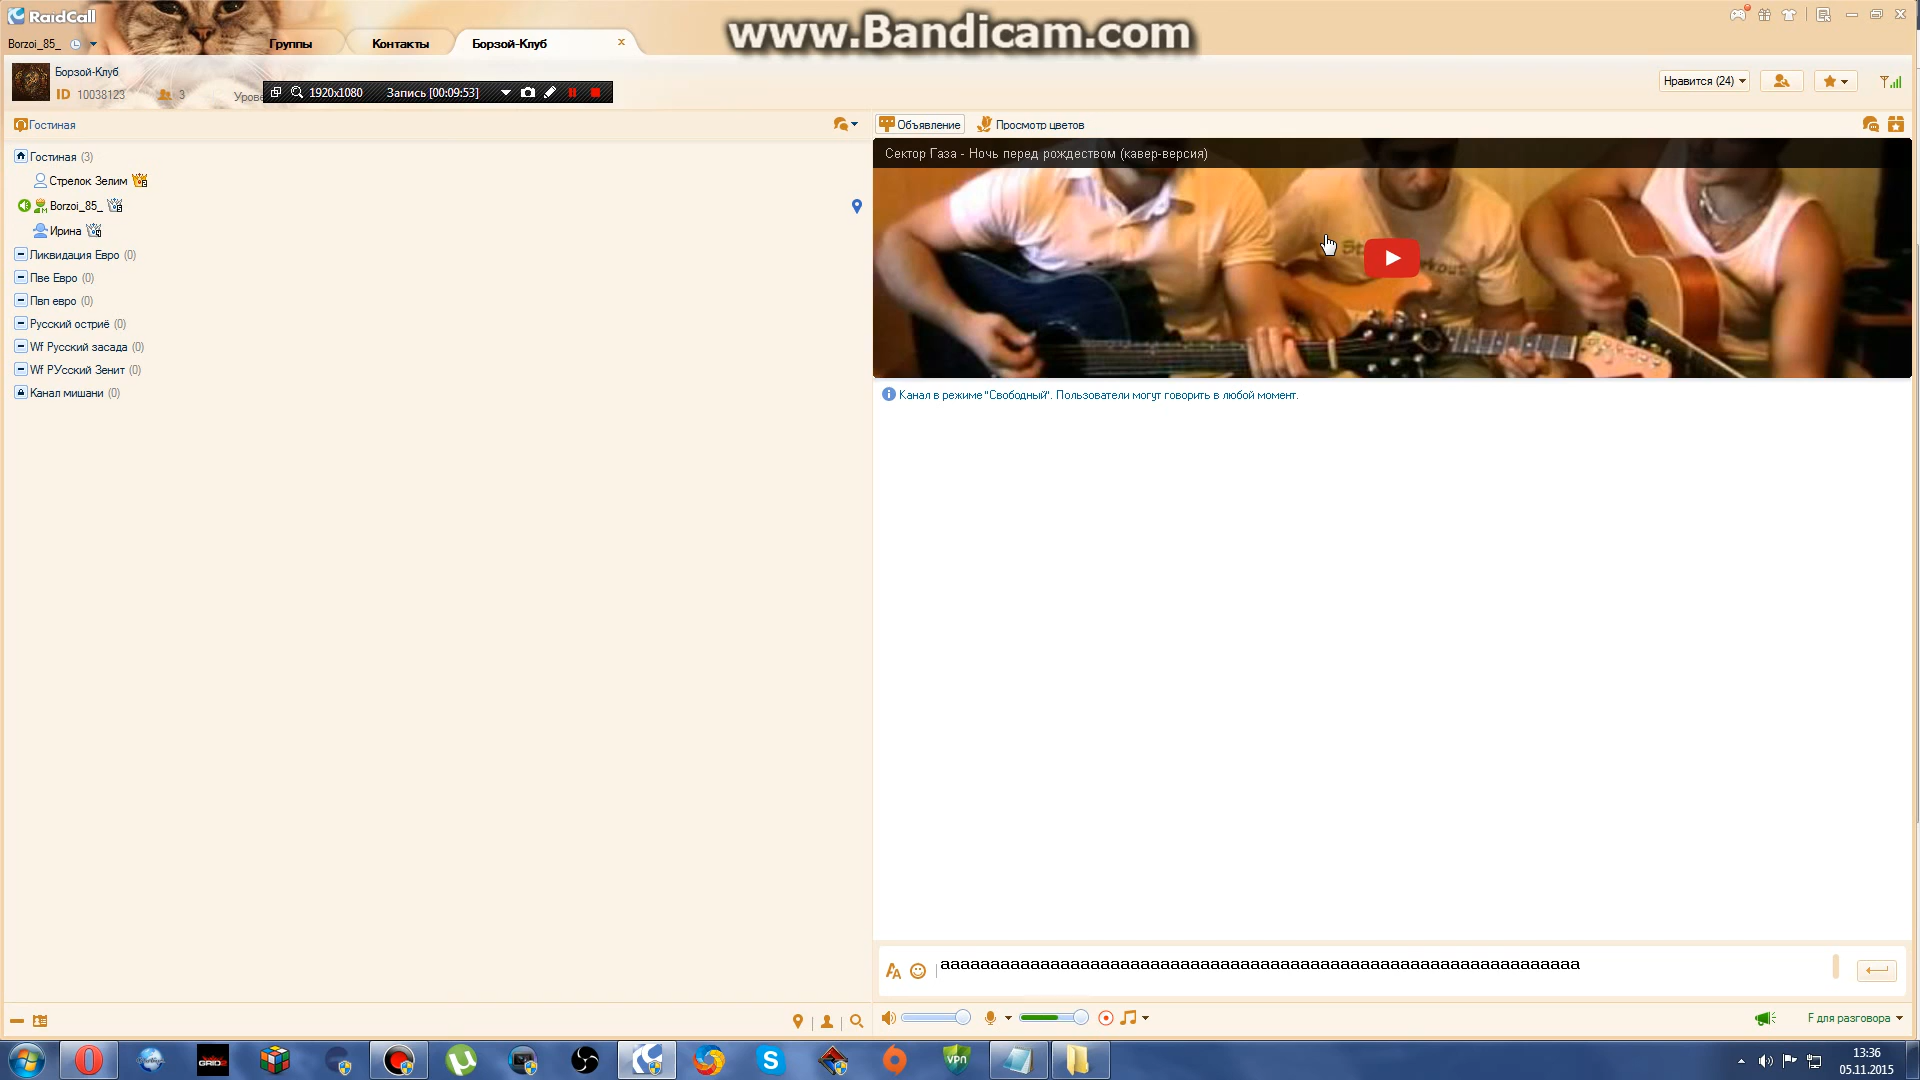 RaidCall
www.Bandicam.com
Borzoi_85_
Группы
Контакты
Борзой-Клуб
Борзой-Клуб
ID 10038123
3
Урове
1920x1080
Запись [00:09:53]
Нравится (24)
Гостиная
Объявление
Просмотр цветов
Гостиная (3)
Стрелок Зелим
Borzoi_85_
Ирина
Ликвидация Евро (0)
Пве Евро (0)
Пвп евро (0)
Русский остриё (0)
Wf Русский засада (0)
Wf РУсский Зенит (0)
Канал мишани (0)
Сектор Газа - Ночь перед рождеством (кавер-версия)
Канал в режиме "Свободный". Пользователи могут говорить в любой момент.
аааааааааааааааааааааааааааааааааааааааааааааааааааааааааааааааа
F для разговора
GRID2
VPN
13:36
05.11.2015